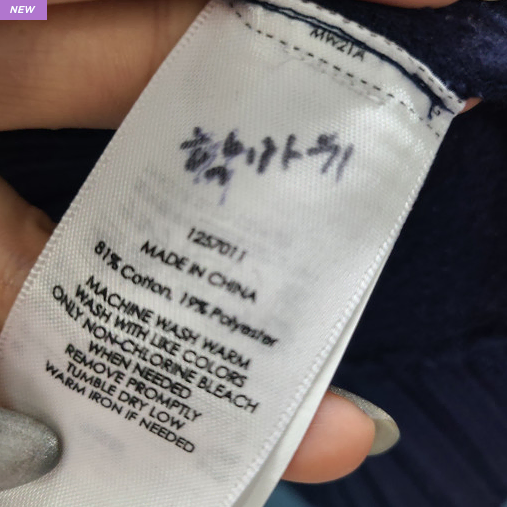 NEW
MW21A
1257011
MADE IN CHINA
81% Cotton, 19% Polyester
MACHINE WASH WARM
WASH WITH LIKE COLORS
ONLY NON-CHLORINE BLEACH
WHEN NEEDED
REMOVE PROMPTLY
TUMBLE DRY LOW
WARM IRON IF NEEDED